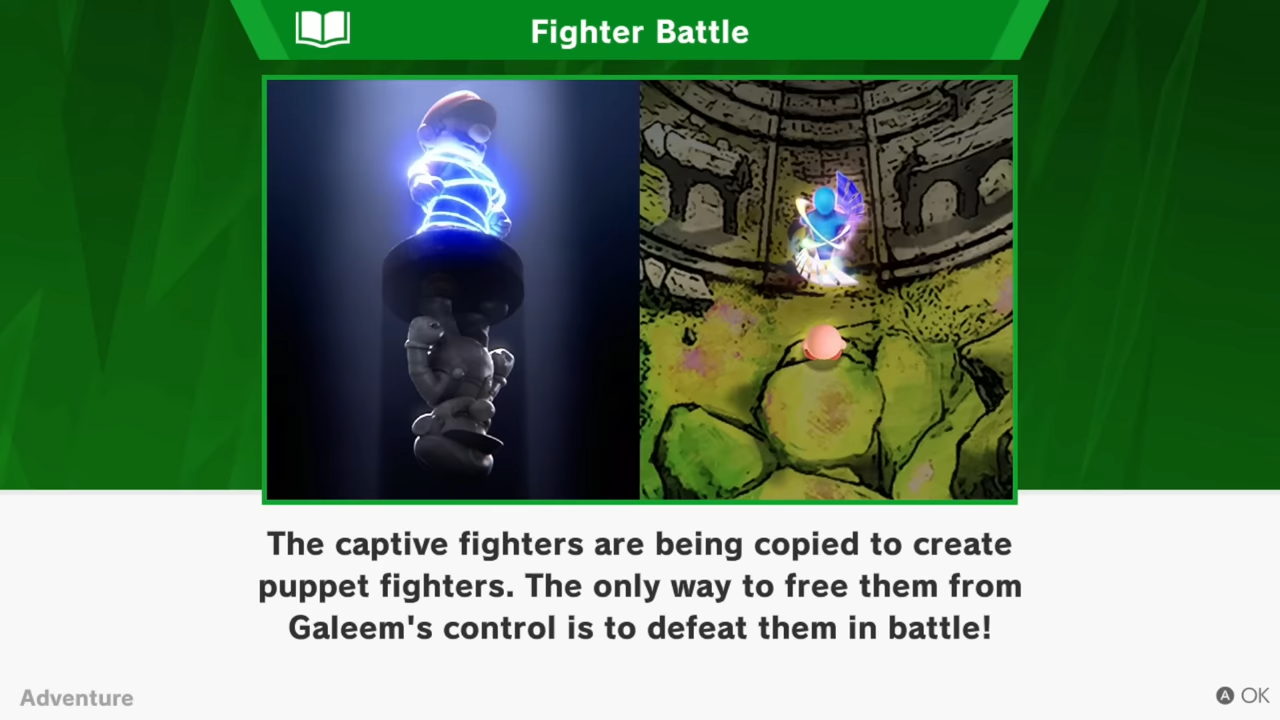 Fighter Battle
The captive fighters are being copied to create
puppet fighters. The only way to free them from
Galeem's control is to defeat them in battle!
Adventure
A OK